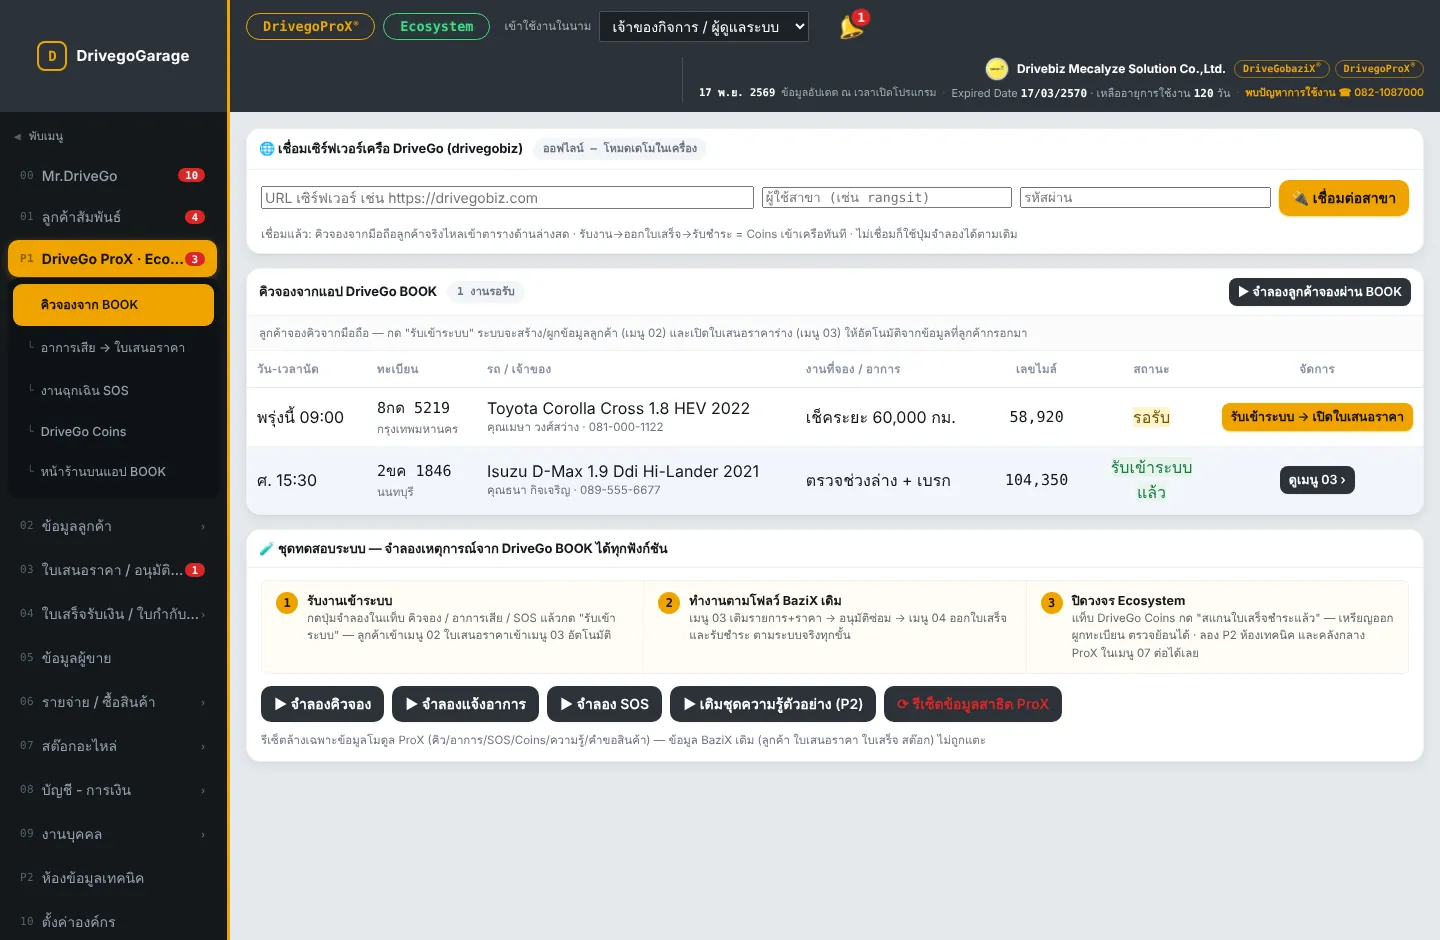 D DrivegoGarage
DrivegoProX® Ecosystem เข้าใช้งานในนาม เจ้าของกิจการ / ผู้ดูแลระบบ 1
Drivebiz Mecalyze Solution Co.,Ltd. DriveGobaziX® DrivegoProX®
17 พ.ย. 2569 ข้อมูลอัปเดต ณ เวลาเปิดโปรแกรม · Expired Date 17/03/2570 · เหลืออายุการใช้งาน 120 วัน · พบปัญหาการใช้งาน ☎ 082-1087000
◀ พับเมนู
00 Mr.DriveGo 10
01 ลูกค้าสัมพันธ์ 4
P1 DriveGo ProX · Eco... 3
คิวจองจาก BOOK
└ อาการเสีย → ใบเสนอราคา
└ งานฉุกเฉิน SOS
└ DriveGo Coins
└ หน้าร้านบนแอป BOOK
02 ข้อมูลลูกค้า ›
03 ใบเสนอราคา / อนุมัติ... 1
04 ใบเสร็จรับเงิน / ใบกำกับ... ›
05 ข้อมูลผู้ขาย
06 รายจ่าย / ซื้อสินค้า ›
07 สต๊อกอะไหล่ ›
08 บัญชี - การเงิน ›
09 งานบุคคล ›
P2 ห้องข้อมูลเทคนิค
10 ตั้งค่าองค์กร
🌐 เชื่อมเซิร์ฟเวอร์เครือ DriveGo (drivegobiz) ออฟไลน์ — โหมดเดโมในเครื่อง
URL เซิร์ฟเวอร์ เช่น https://drivegobiz.com ผู้ใช้สาขา (เช่น rangsit) รหัสผ่าน 🔌 เชื่อมต่อสาขา
เชื่อมแล้ว: คิวจองจากมือถือลูกค้าจริงไหลเข้าตารางด้านล่างสด · รับงาน→ออกใบเสร็จ→รับชำระ = Coins เข้าเครือทันที · ไม่เชื่อมก็ใช้ปุ่มจำลองได้ตามเดิม
คิวจองจากแอป DriveGo BOOK 1 งานรอรับ ▶ จำลองลูกค้าจองผ่าน BOOK
ลูกค้าจองคิวจากมือถือ — กด "รับเข้าระบบ" ระบบจะสร้าง/ผูกข้อมูลลูกค้า (เมนู 02) และเปิดใบเสนอราคาร่าง (เมนู 03) ให้อัตโนมัติจากข้อมูลที่ลูกค้ากรอกมา
วัน-เวลานัด ทะเบียน รถ / เจ้าของ งานที่จอง / อาการ เลขไมล์ สถานะ จัดการ
พรุ่งนี้ 09:00 8กด 5219 Toyota Corolla Cross 1.8 HEV 2022 เช็คระยะ 60,000 กม. 58,920 รอรับ รับเข้าระบบ → เปิดใบเสนอราคา
กรุงเทพมหานคร คุณเมษา วงศ์สว่าง · 081-000-1122
ศ. 15:30 2ขค 1846 Isuzu D-Max 1.9 Ddi Hi-Lander 2021 ตรวจช่วงล่าง + เบรก 104,350 รับเข้าระบบ ดูเมนู 03 ›
นนทบุรี คุณธนา กิจเจริญ · 089-555-6677 แล้ว
🧪 ชุดทดสอบระบบ — จำลองเหตุการณ์จาก DriveGo BOOK ได้ทุกฟังก์ชัน
1 รับงานเข้าระบบ
กดปุ่มจำลองในแท็บ คิวจอง / อาการเสีย / SOS แล้วกด "รับเข้า
ระบบ" — ลูกค้าเข้าเมนู 02 ใบเสนอราคาเข้าเมนู 03 อัตโนมัติ
2 ทำงานตามโฟลว์ BaziX เดิม
เมนู 03 เติมรายการ+ราคา → อนุมัติซ่อม → เมนู 04 ออกใบเสร็จ
และรับชำระ ตามระบบจริงทุกขั้น
3 ปิดวงจร Ecosystem
แท็บ DriveGo Coins กด "สแกนใบเสร็จชำระแล้ว" — เหรียญออก
ผูกทะเบียน ตรวจย้อนได้ · ลอง P2 ห้องเทคนิค และคลังกลาง
ProX ในเมนู 07 ต่อได้เลย
▶ จำลองคิวจอง ▶ จำลองแจ้งอาการ ▶ จำลอง SOS ▶ เติมชุดความรู้ตัวอย่าง (P2) ⟳ รีเซ็ตข้อมูลสาธิต ProX
รีเซ็ตล้างเฉพาะข้อมูลโมดูล ProX (คิว/อาการ/SOS/Coins/ความรู้/คำขอสินค้า) — ข้อมูล BaziX เดิม (ลูกค้า ใบเสนอราคา ใบเสร็จ สต๊อก) ไม่ถูกแตะ